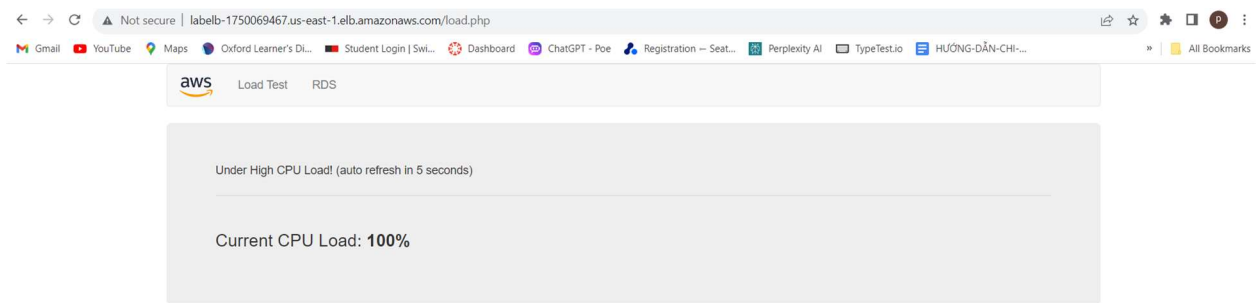 Not secure | labelb-1750069467.us-east-1.elb.amazonaws.com/load.php
Gmail YouTube Maps Oxford Learner's Di... Student Login | Swi... Dashboard ChatGPT - Poe Registration – Seat... Perplexity AI TypeTest.io HƯỚNG-DẪN-CHI-... » All Bookmarks
aws Load Test RDS
Under High CPU Load! (auto refresh in 5 seconds)
Current CPU Load: 100%